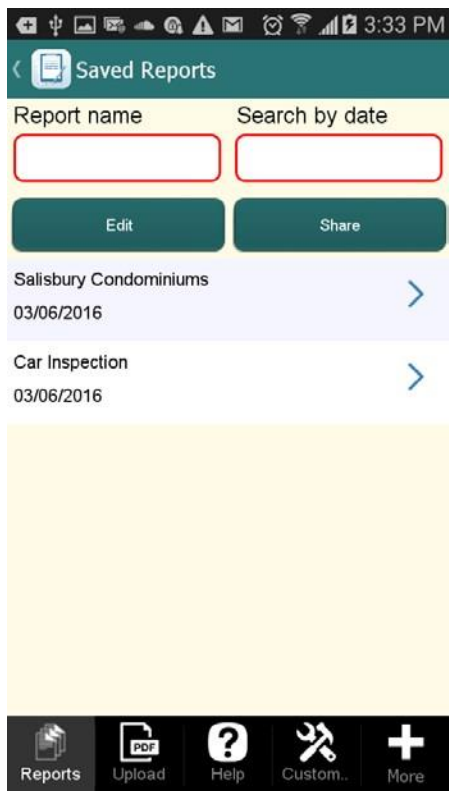 3:33 PM
Saved Reports
Report name Search by date
Edit Share
Salisbury Condominiums
03/06/2016
Car Inspection
03/06/2016
PDF
Reports Upload Help Custom.. More